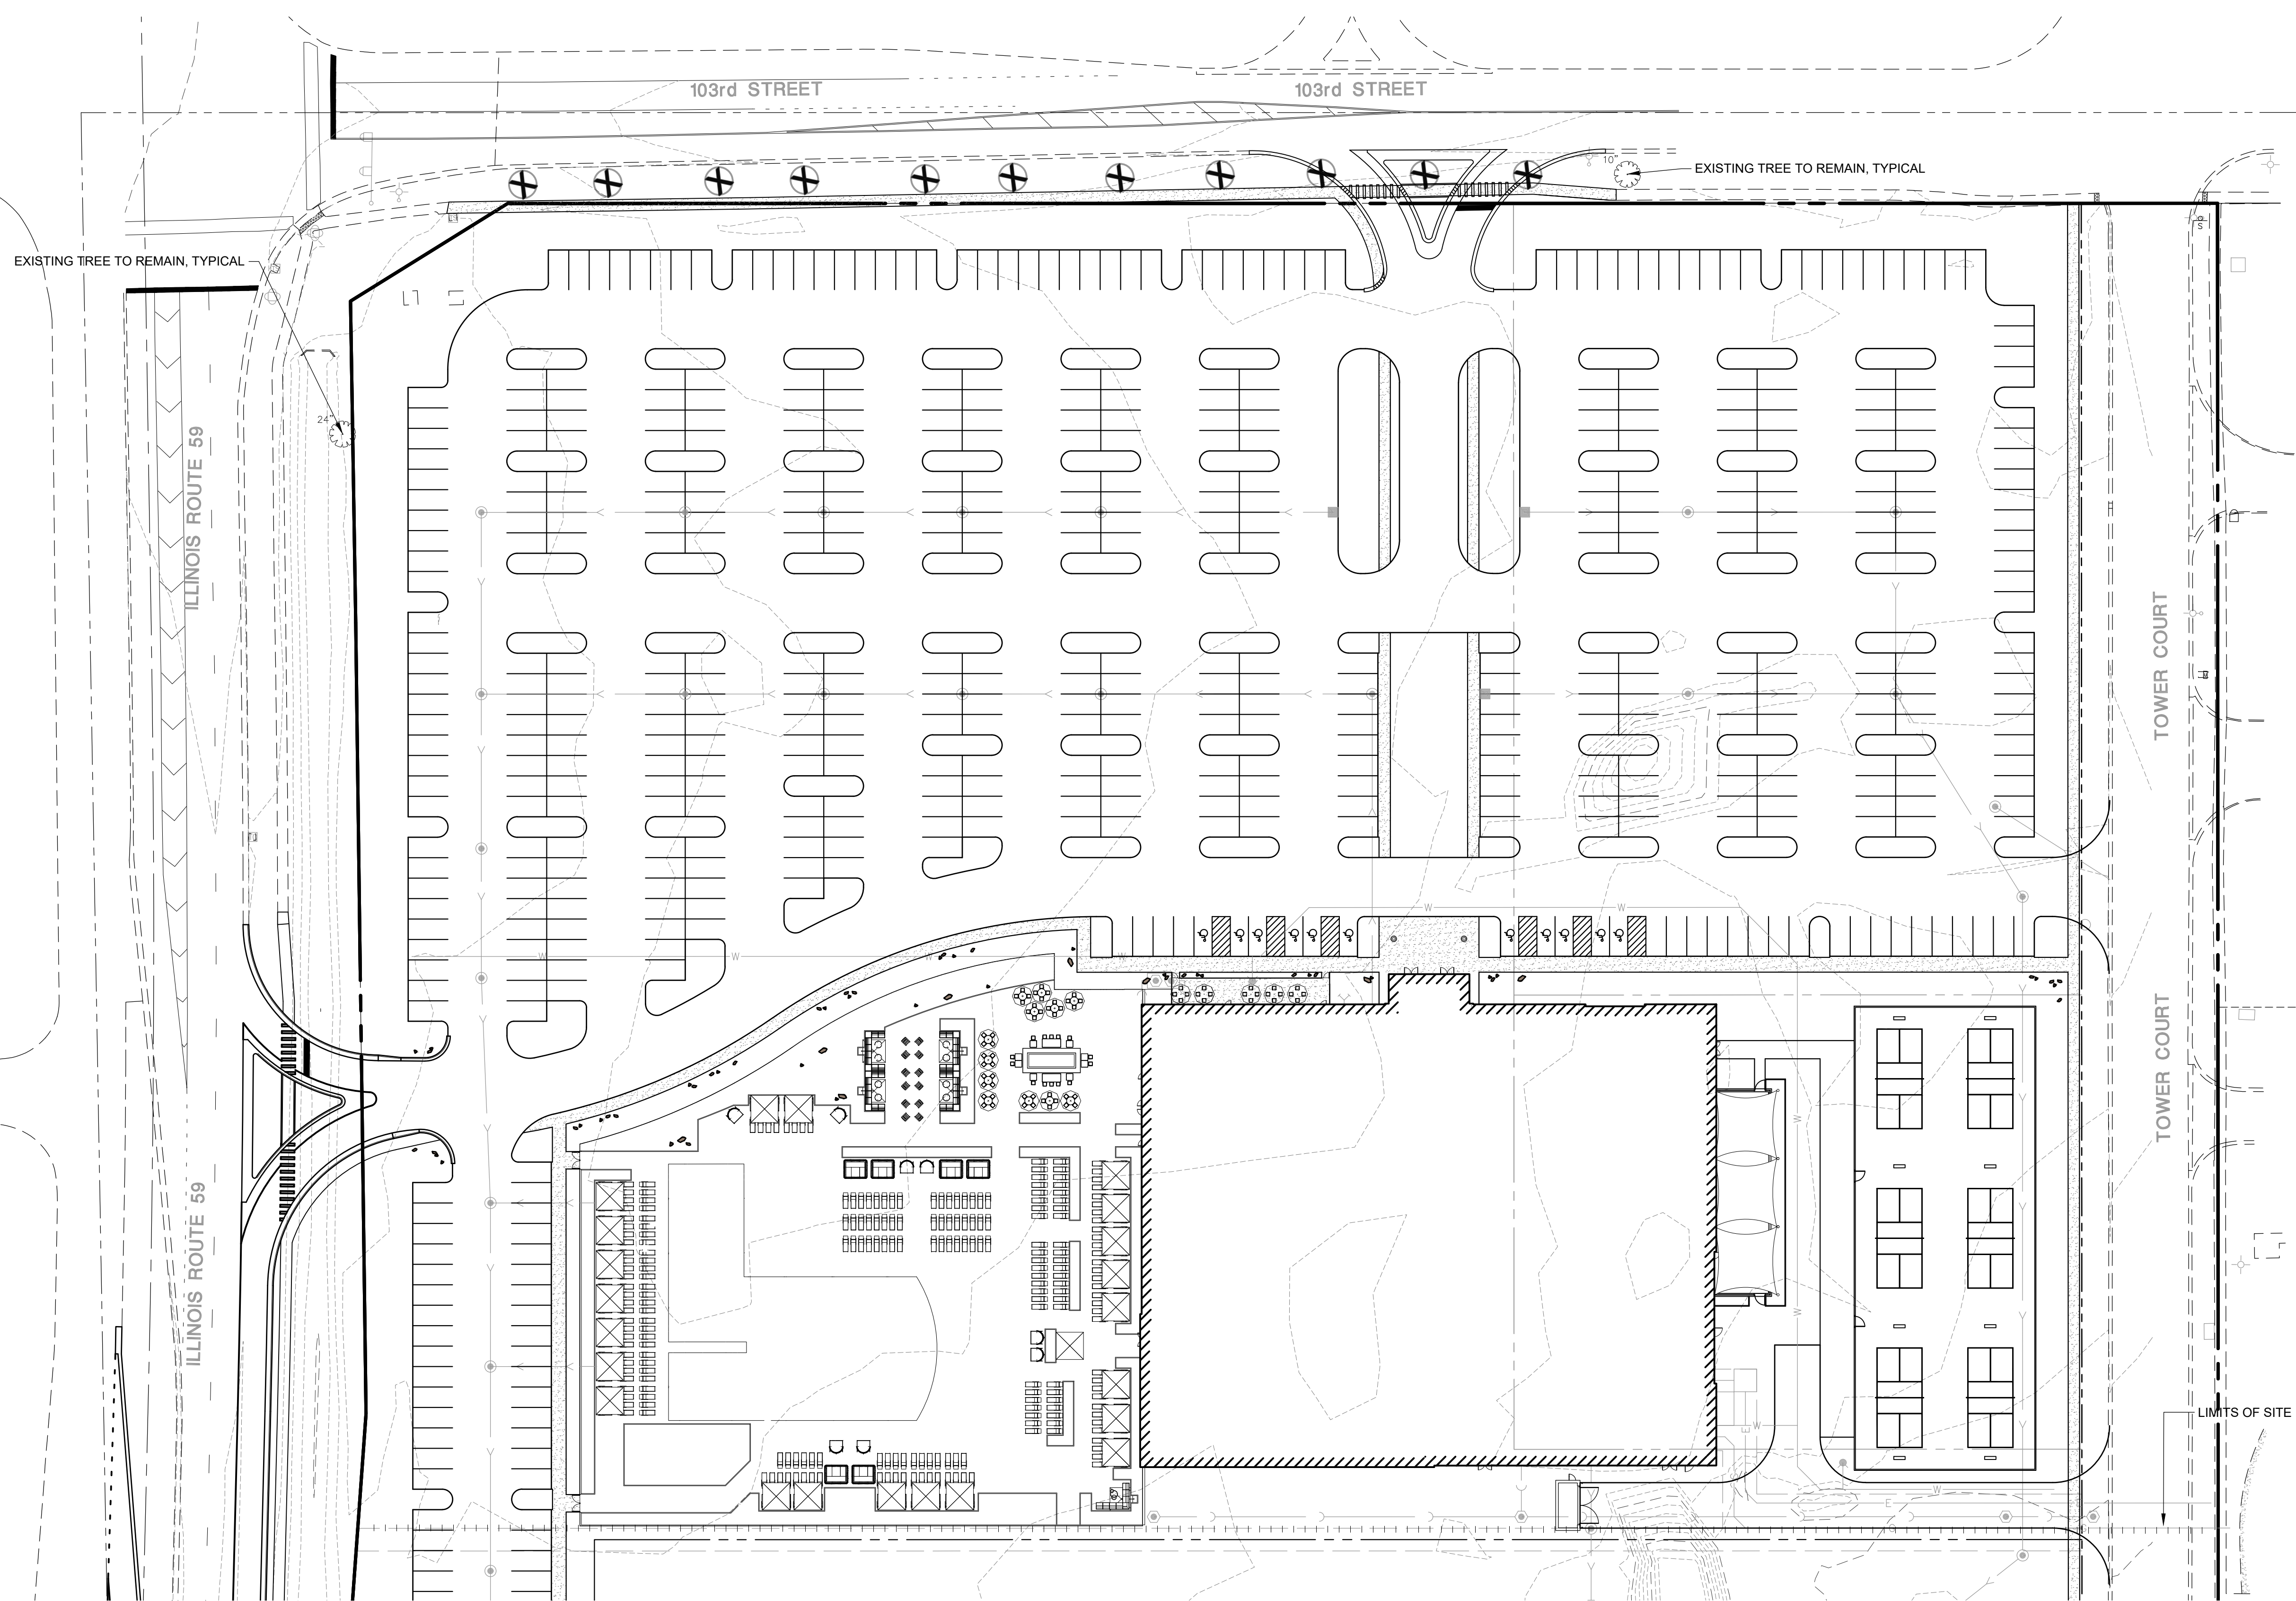 103rd STREET
103rd STREET
10"
EXISTING TREE TO REMAIN, TYPICAL
S
EXISTING TREE TO REMAIN, TYPICAL
24"
ILLINOIS ROUTE 59
TOWER COURT
W
W
W
W
W
W
TOWER COURT
W
ILLINOIS ROUTE 59
W
LIMITS OF SITE
W
E
W
E